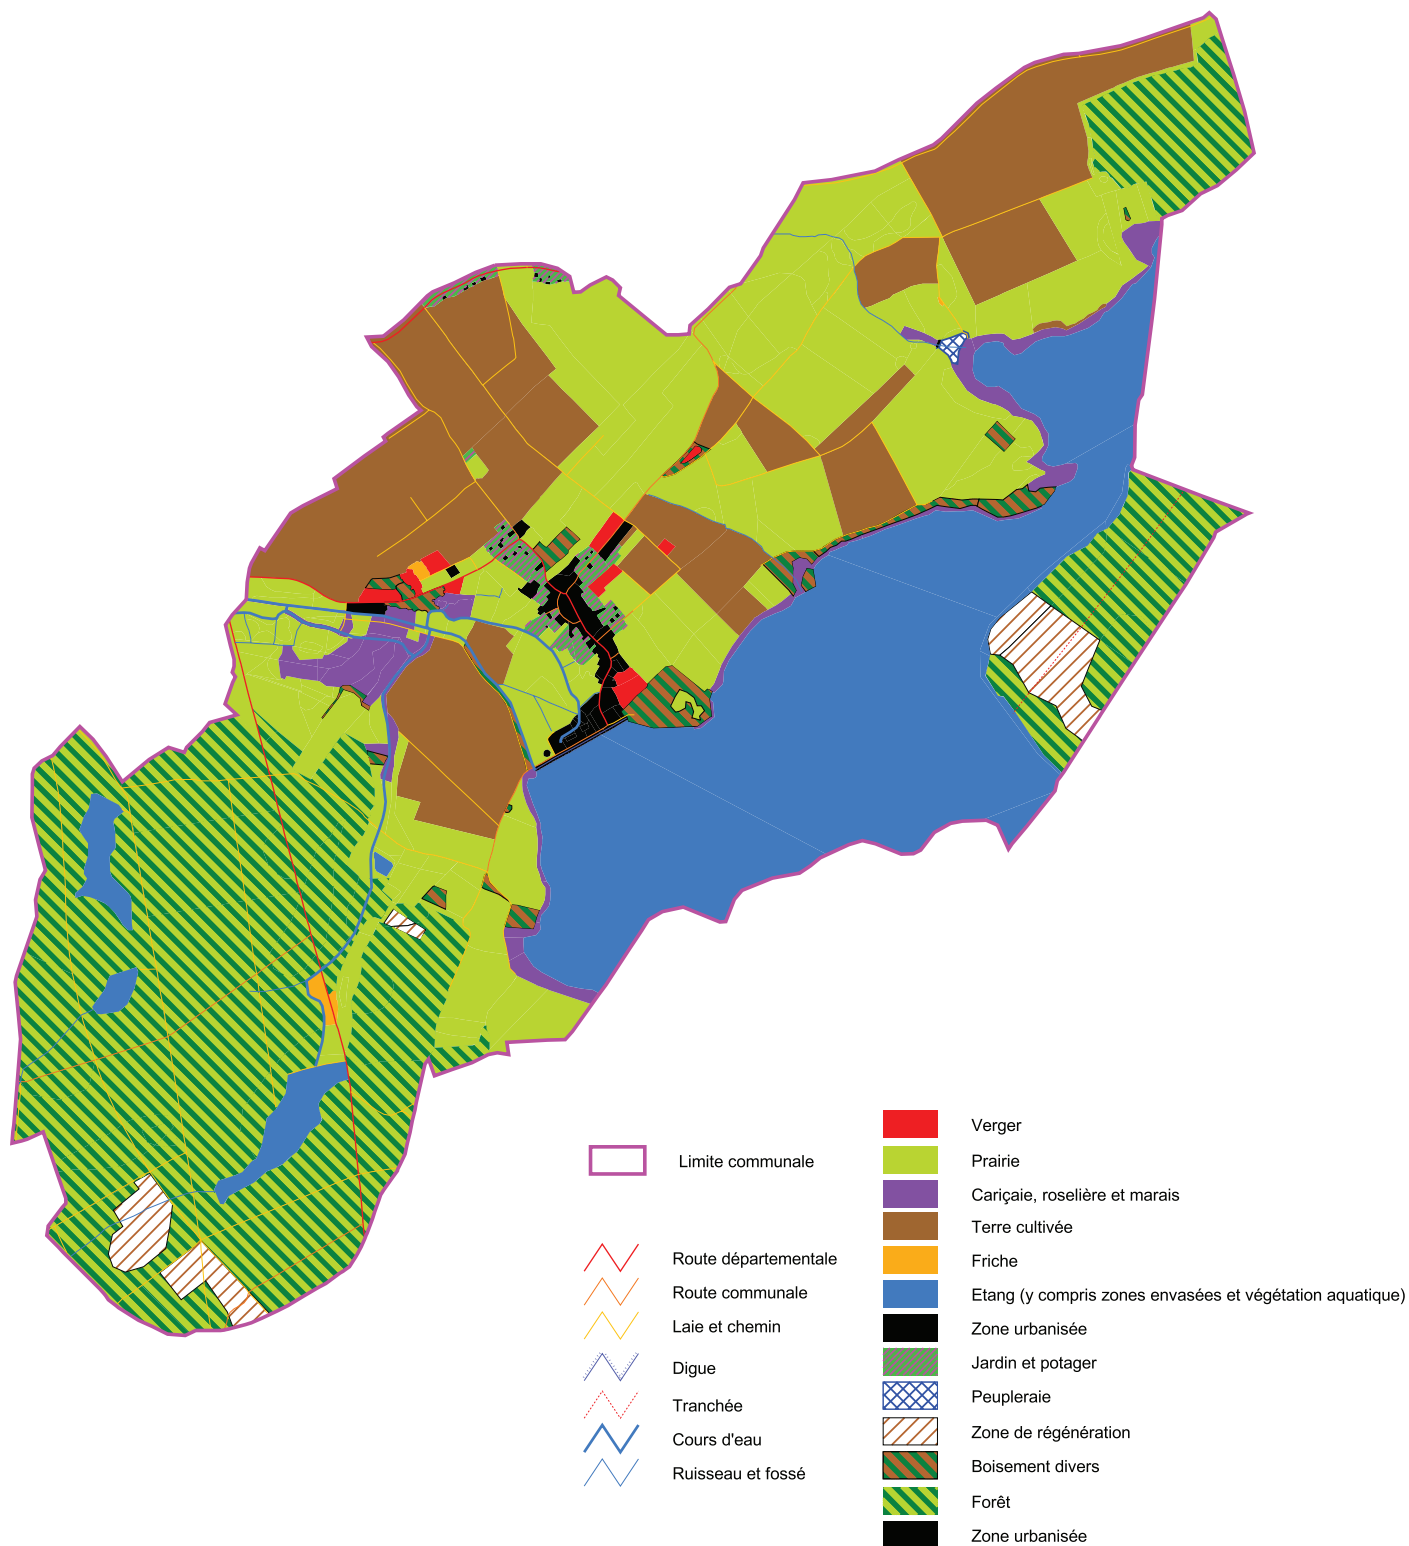 Limite communale
Route départementale
Route communale
Laie et chemin
Digue
Tranchée
Cours d'eau
Ruisseau et fossé
Verger
Prairie
Cariçaie, roselière et marais
Terre cultivée
Friche
Etang (y compris zones envasées et végétation aquatique)
Zone urbanisée
Jardin et potager
Peupleraie
Zone de régénération
Boisement divers
Forêt
Zone urbanisée